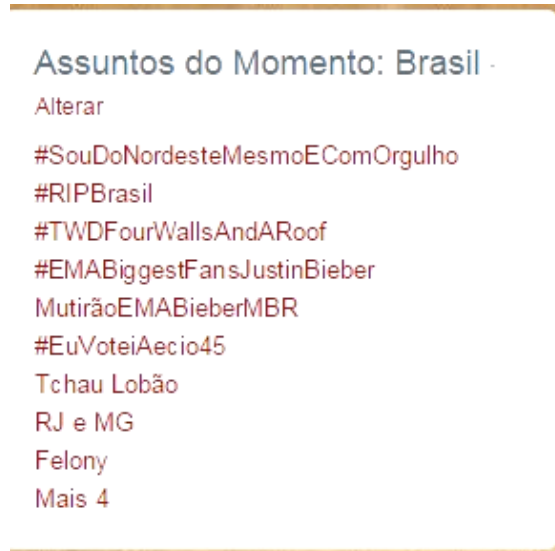 Assuntos do Momento: Brasil ·
Alterar
#SouDoNordesteMesmoEComOrgulho
#RIPBrasil
#TWDFourWallsAndARoof
#EMABiggestFansJustinBieber
MutirãoEMABieberMBR
#EuVoteiAecio45
Tchau Lobão
RJ e MG
Felony
Mais 4